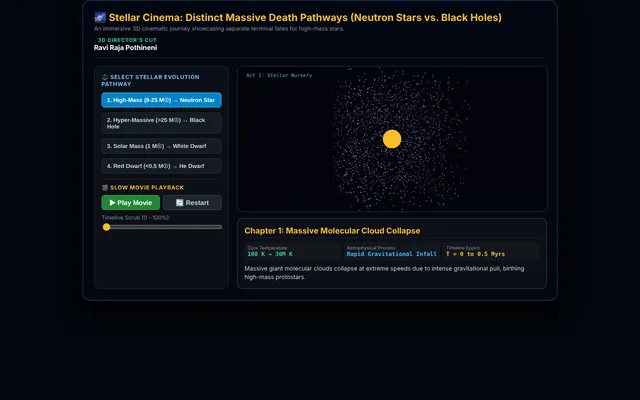 🌌 Stellar Cinema: Distinct Massive Death Pathways (Neutron Stars vs. Black Holes)
An immersive 3D cinematic journey showcasing separate terminal fates for high-mass stars.
3D DIRECTOR'S CUT
Ravi Raja Pothineni
⚖️ SELECT STELLAR EVOLUTION
PATHWAY
1. High-Mass (8-25 M☉) → Neutron Star
2. Hyper-Massive (>25 M☉) → Black
Hole
3. Solar Mass (1 M☉) → White Dwarf
4. Red Dwarf (<0.5 M☉) → He Dwarf
🎬 SLOW MOVIE PLAYBACK
▶ Play Movie
🔄 Restart
Timeline Scrub (0 - 100%):
Act I: Stellar Nursery
Chapter 1: Massive Molecular Cloud Collapse
Core Temperature
100 K → 30M K
Astrophysical Process
Rapid Gravitational Infall
Timeline Epoch
T = 0 to 0.5 Myrs
Massive giant molecular clouds collapse at extreme speeds due to intense gravitational pull, birthing
high-mass protostars.